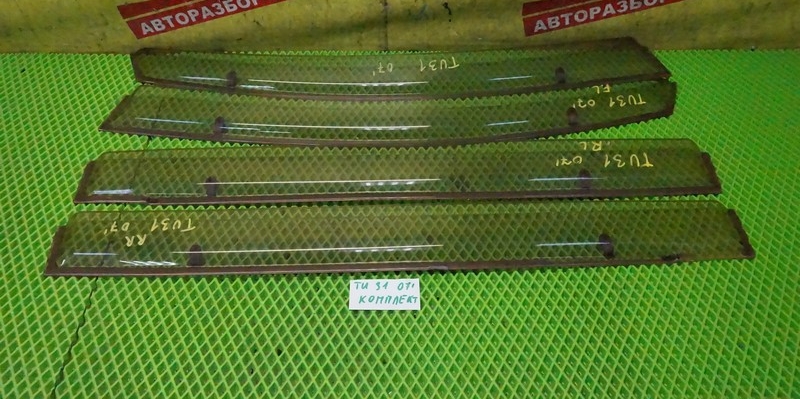 АВТОРАЗБОР
АВТОРАЗБОР
TU31 07'
TU31 07'
FL
TU31 07'
RL
TU31 07'
RR
TU 31 07'
КОМПЛЕКТ